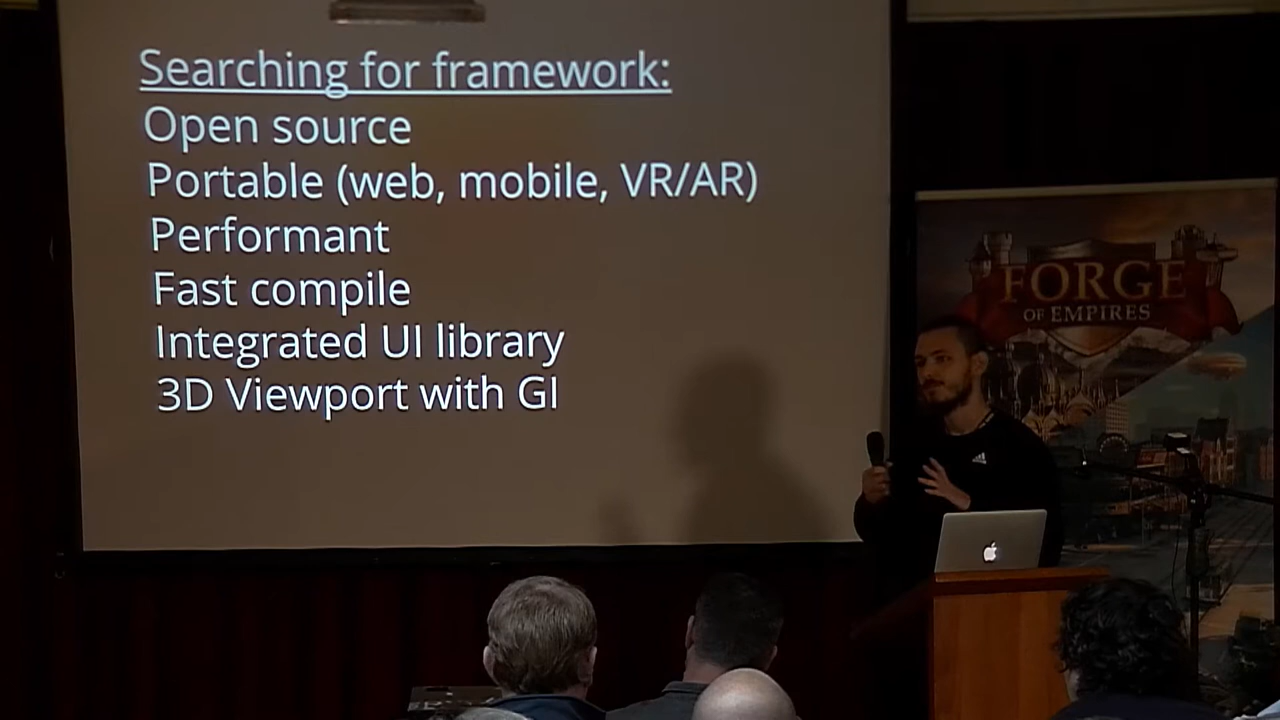 Searching for framework:
Open source
Portable (web, mobile, VR/AR)
Performant
Fast compile
Integrated UI library
3D Viewport with GI
FORGE
OF EMPIRES